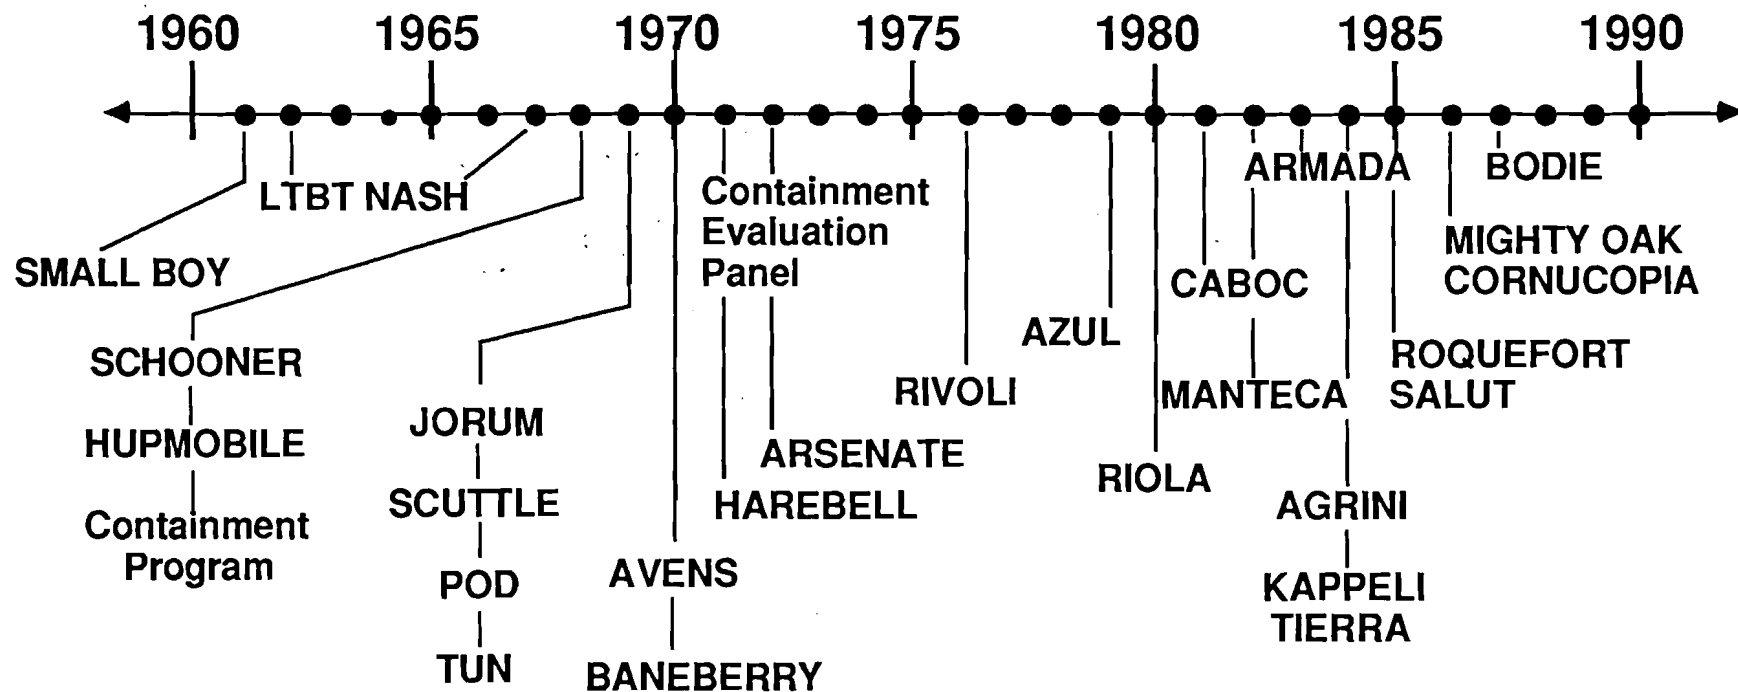 1960 1965 1970 1975 1980 1985 1990
ARMADA BODIE
LTBT NASH
Containment
Evaluation
Panel
SMALL BOY
MIGHTY OAK
CORNUCOPIA
CABOC
AZUL
SCHOONER
ROQUEFORT
SALUT
RIVOLI
MANTECA
JORUM
HUPMOBILE
ARSENATE
RIOLA
SCUTTLE
HAREBELL
AGRINI
Containment
Program
AVENS
POD
KAPPELI
TIERRA
TUN
BANEBERRY